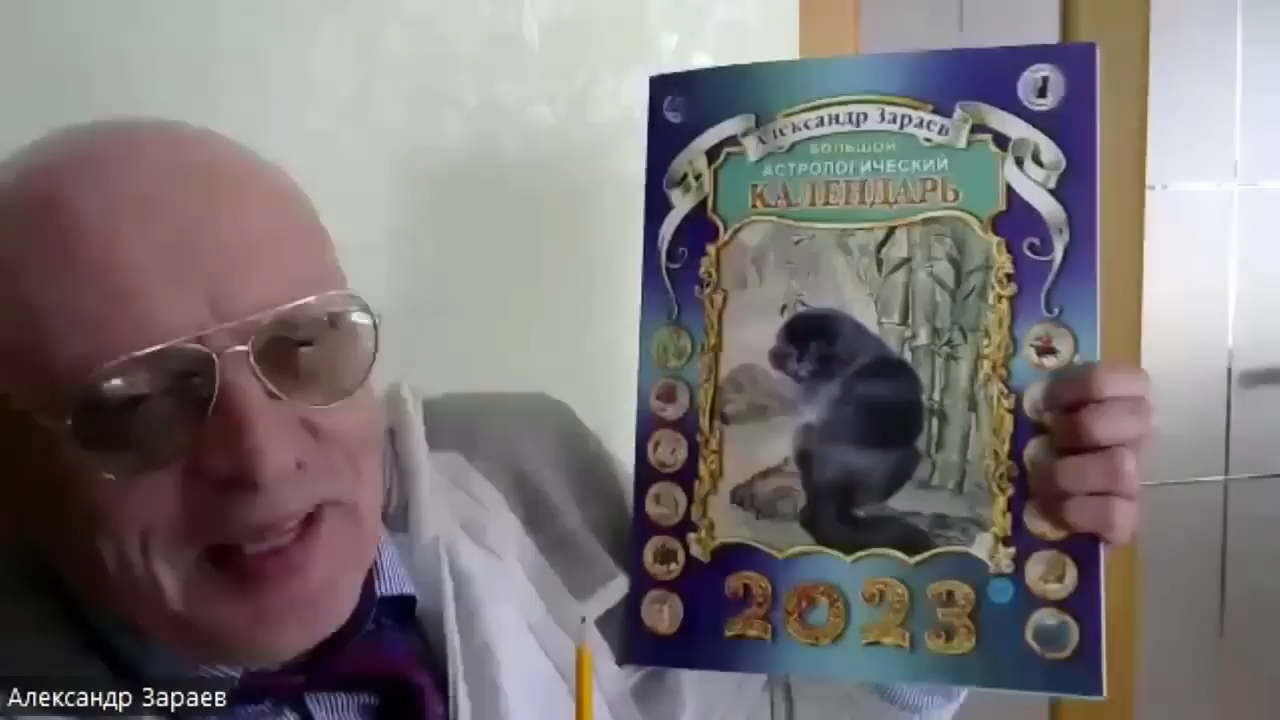 Александр Зараев
БОЛЬШОЙ
АСТРОЛОГИЧЕСКИЙ
КАЛЕНДАРЬ
2023
1
Александр Зараев